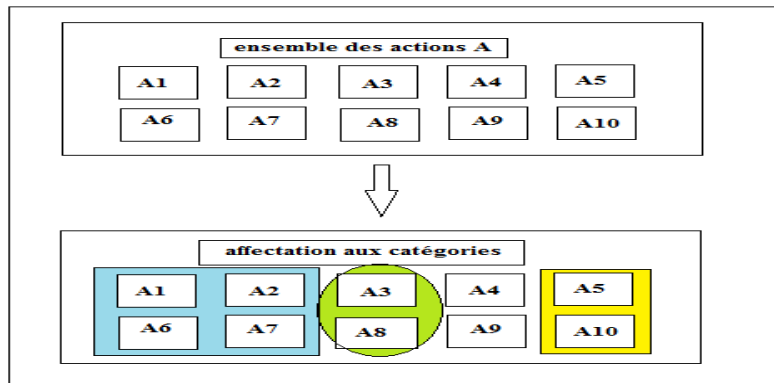 ensemble des actions A
A1 A2 A3 A4 A5
A6 A7 A8 A9 A10
affectation aux catégories
A1 A2 A3 A4 A5
A6 A7 A8 A9 A10